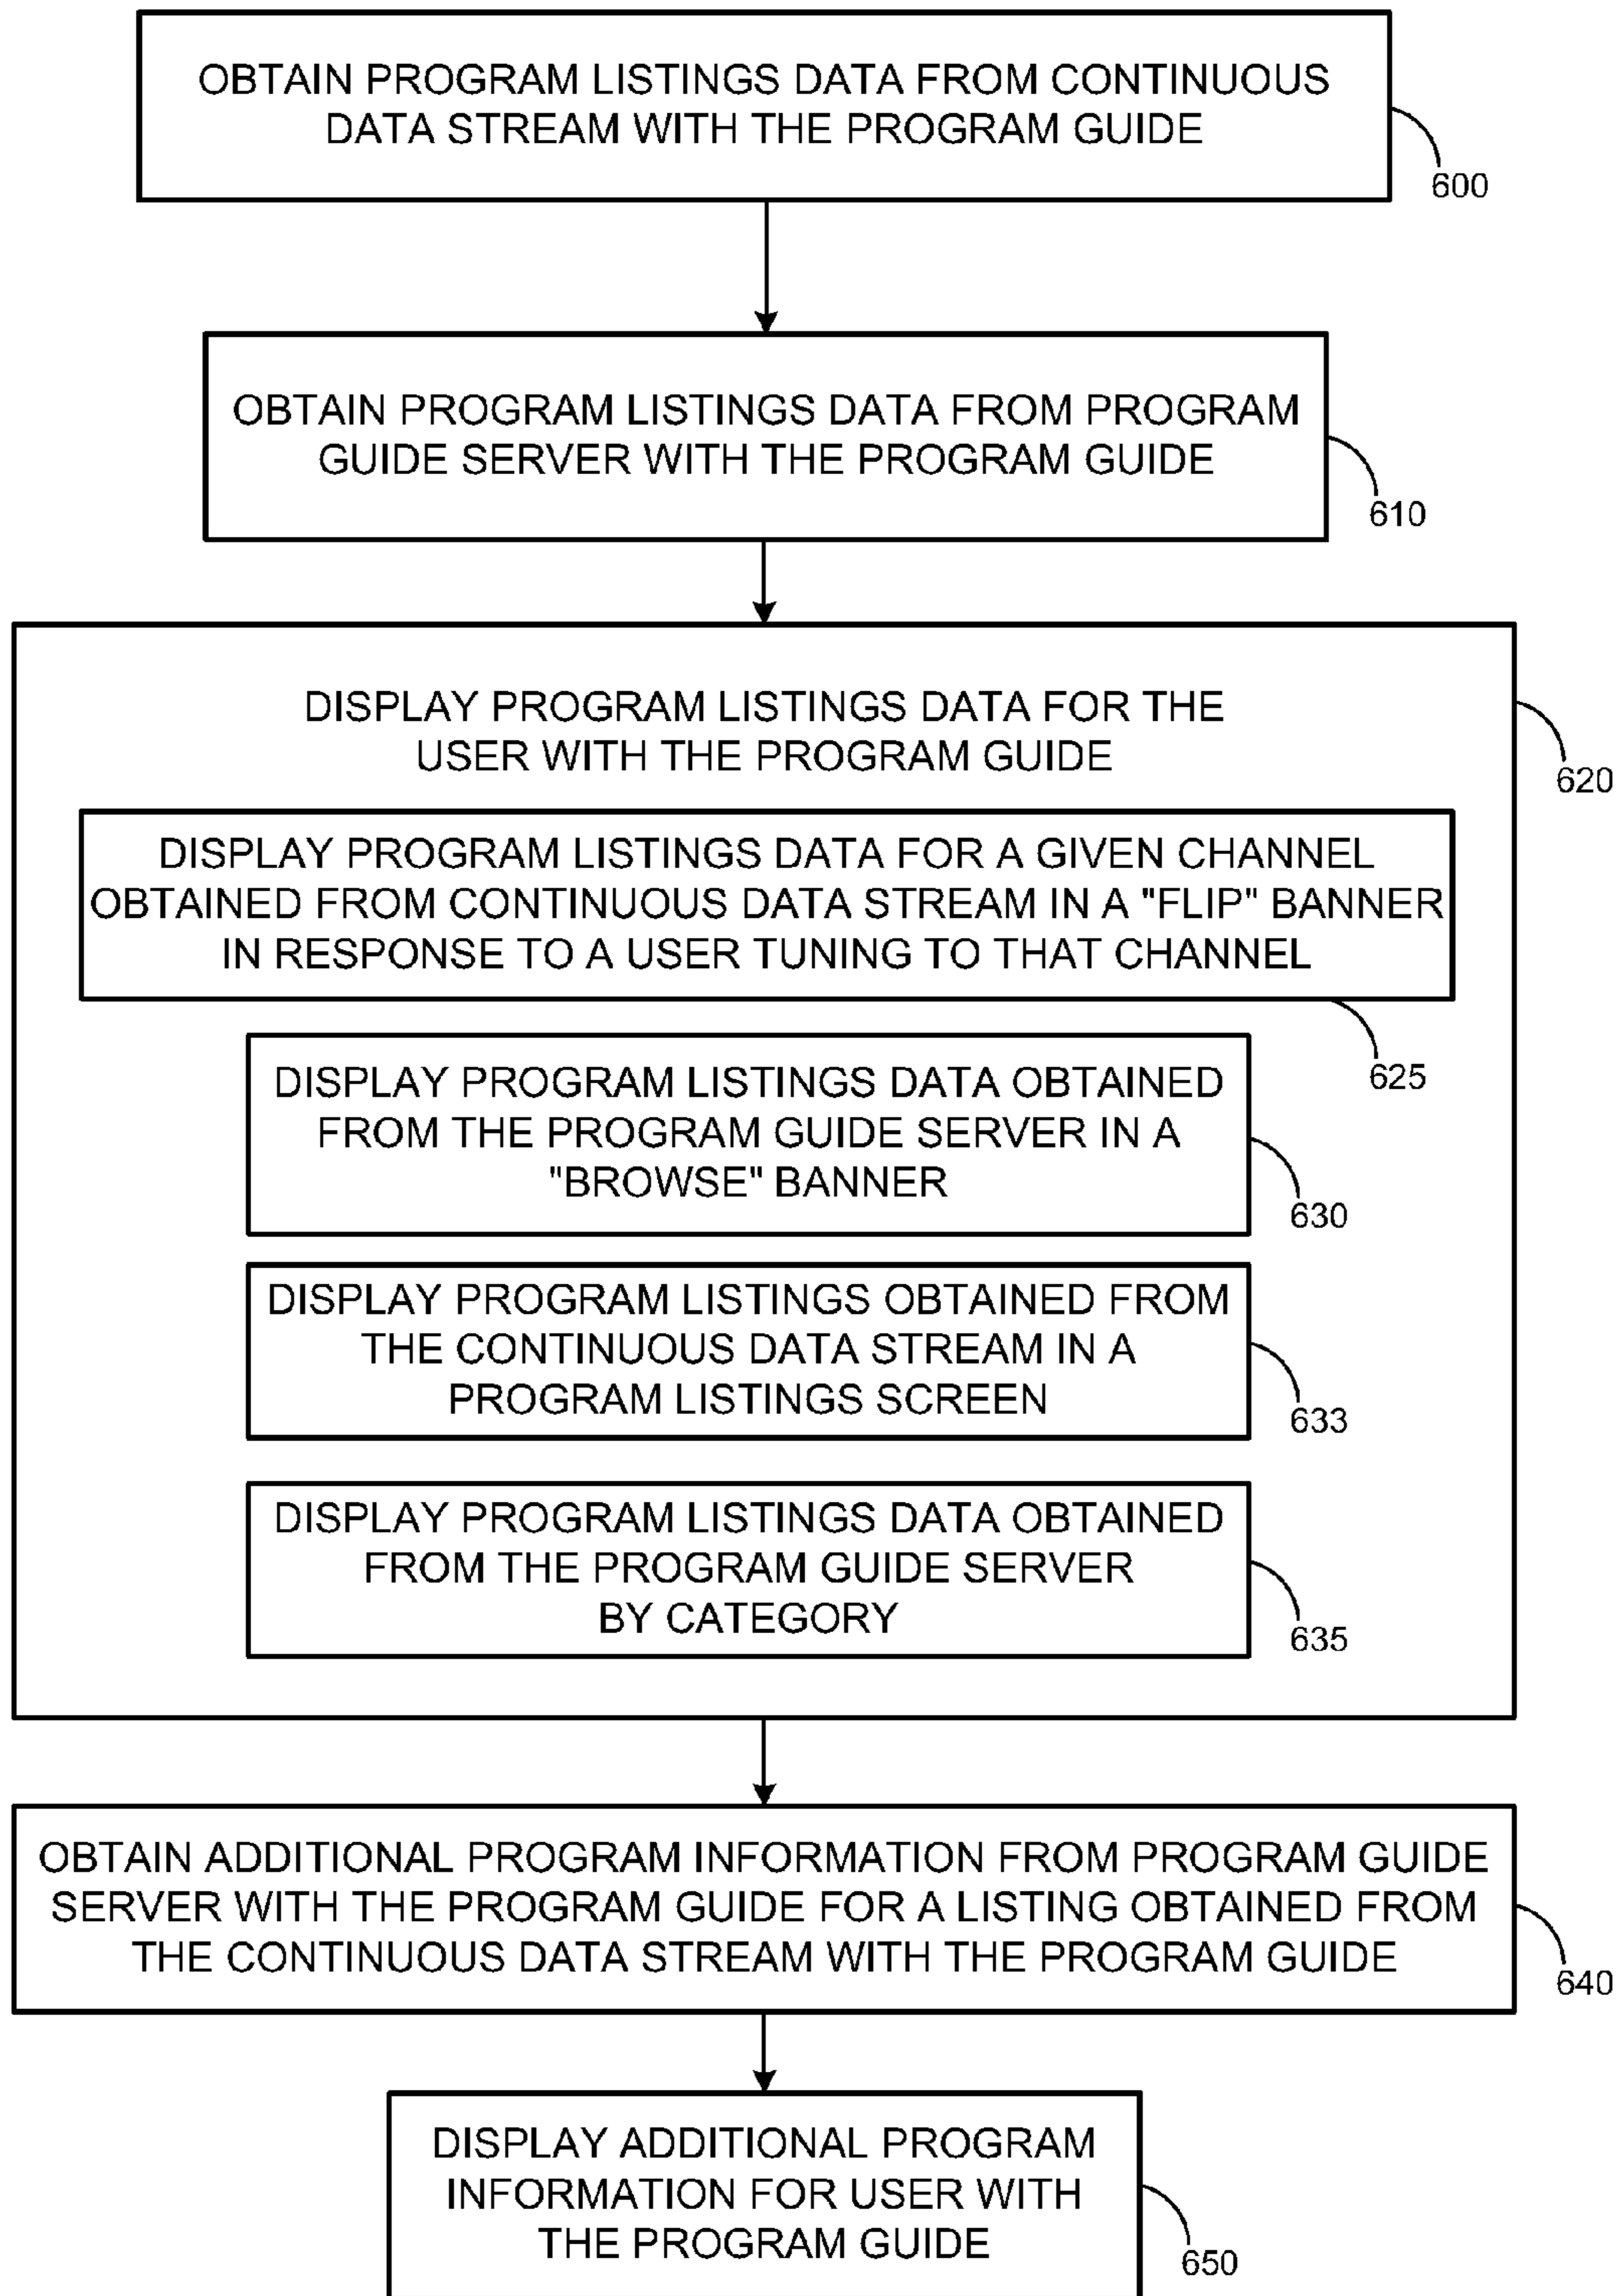 OBTAIN PROGRAM LISTINGS DATA FROM CONTINUOUS
DATA STREAM WITH THE PROGRAM GUIDE
600
OBTAIN PROGRAM LISTINGS DATA FROM PROGRAM
GUIDE SERVER WITH THE PROGRAM GUIDE
610
DISPLAY PROGRAM LISTINGS DATA FOR THE
USER WITH THE PROGRAM GUIDE
620
DISPLAY PROGRAM LISTINGS DATA FOR A GIVEN CHANNEL
OBTAINED FROM CONTINUOUS DATA STREAM IN A "FLIP" BANNER
IN RESPONSE TO A USER TUNING TO THAT CHANNEL
625
DISPLAY PROGRAM LISTINGS DATA OBTAINED
FROM THE PROGRAM GUIDE SERVER IN A
"BROWSE" BANNER
630
DISPLAY PROGRAM LISTINGS OBTAINED FROM
THE CONTINUOUS DATA STREAM IN A
PROGRAM LISTINGS SCREEN
633
DISPLAY PROGRAM LISTINGS DATA OBTAINED
FROM THE PROGRAM GUIDE SERVER
BY CATEGORY
635
OBTAIN ADDITIONAL PROGRAM INFORMATION FROM PROGRAM GUIDE
SERVER WITH THE PROGRAM GUIDE FOR A LISTING OBTAINED FROM
THE CONTINUOUS DATA STREAM WITH THE PROGRAM GUIDE
640
DISPLAY ADDITIONAL PROGRAM
INFORMATION FOR USER WITH
THE PROGRAM GUIDE
650